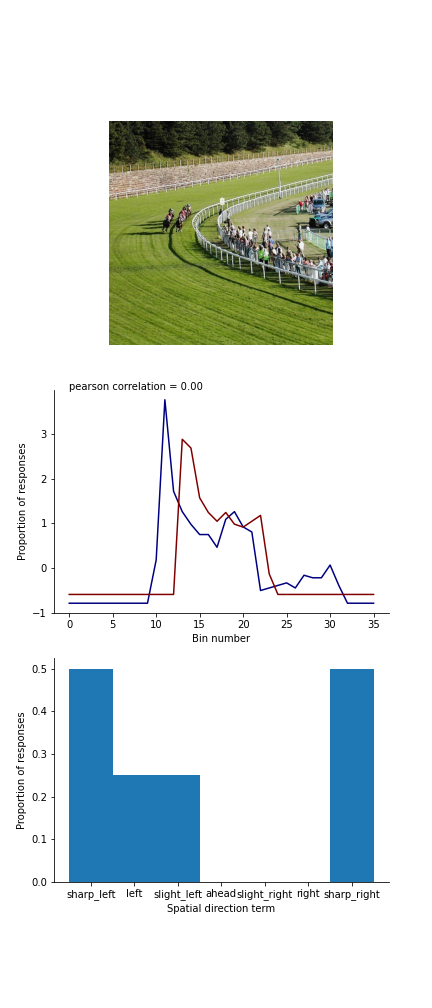 pearson correlation = 0.00
Proportion of responses
3
2
1
0
−1
0 5 10 15 20 25 30 35
Bin number
Proportion of responses
0.5
0.4
0.3
0.2
0.1
0.0
sharp_left left slight_left ahead slight_right right sharp_right
Spatial direction term